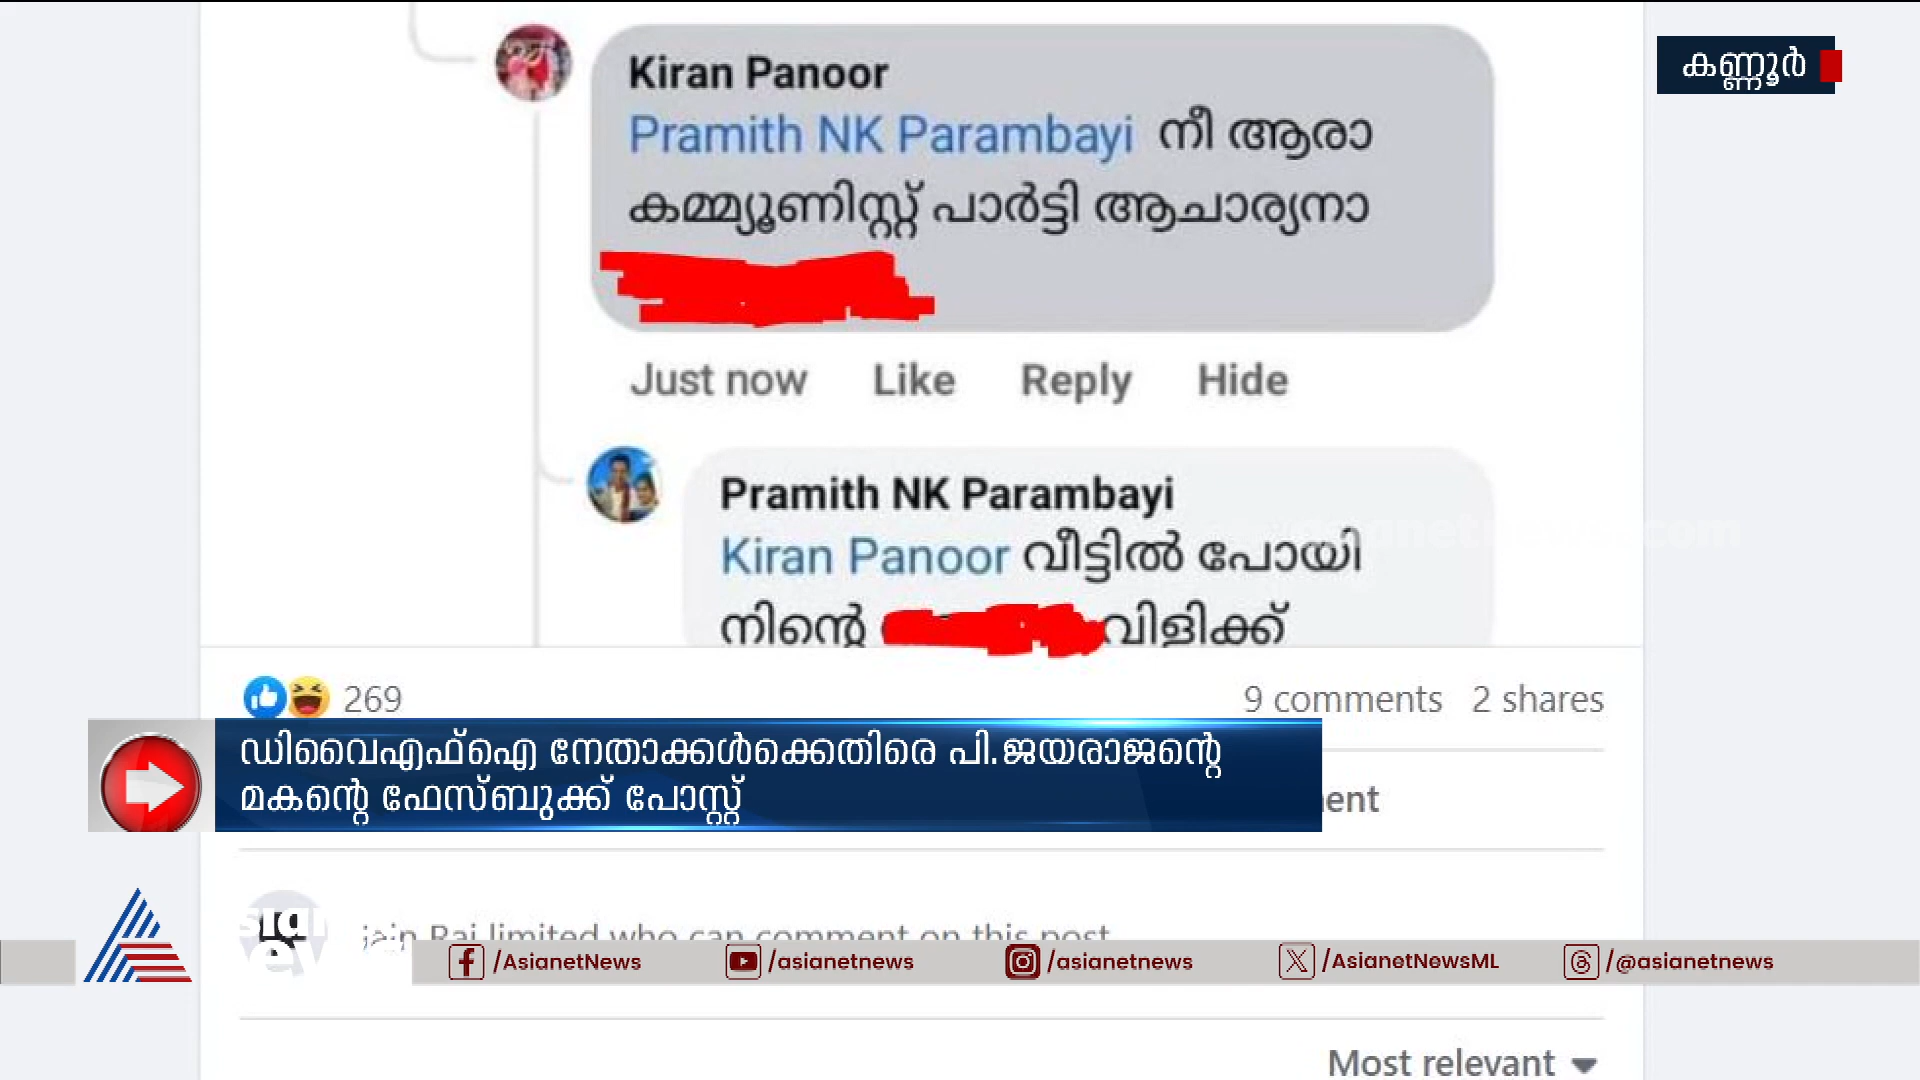 കണ്ണൂർ
Kiran Panoor
Pramith NK Parambayi നീ ആരാ
കമ്മ്യൂണിസ്റ്റ് പാർട്ടി ആചാര്യനാ
Just now Like Reply Hide
Pramith NK Parambayi
Kiran Panoor വീട്ടിൽ പോയി
നിന്റെ വിളിക്ക്
269 9 comments 2 shares
ഡിവൈഎഫ്ഐ നേതാക്കൾക്കെതിരെ പി.ജയരാജന്റെ
മകന്റെ ഫേസ്ബുക്ക് പോസ്റ്റ്
Raj limited who can comment on this post
/AsianetNews /asianetnews /asianetnews /AsianetNewsML /@asianetnews
Most relevant